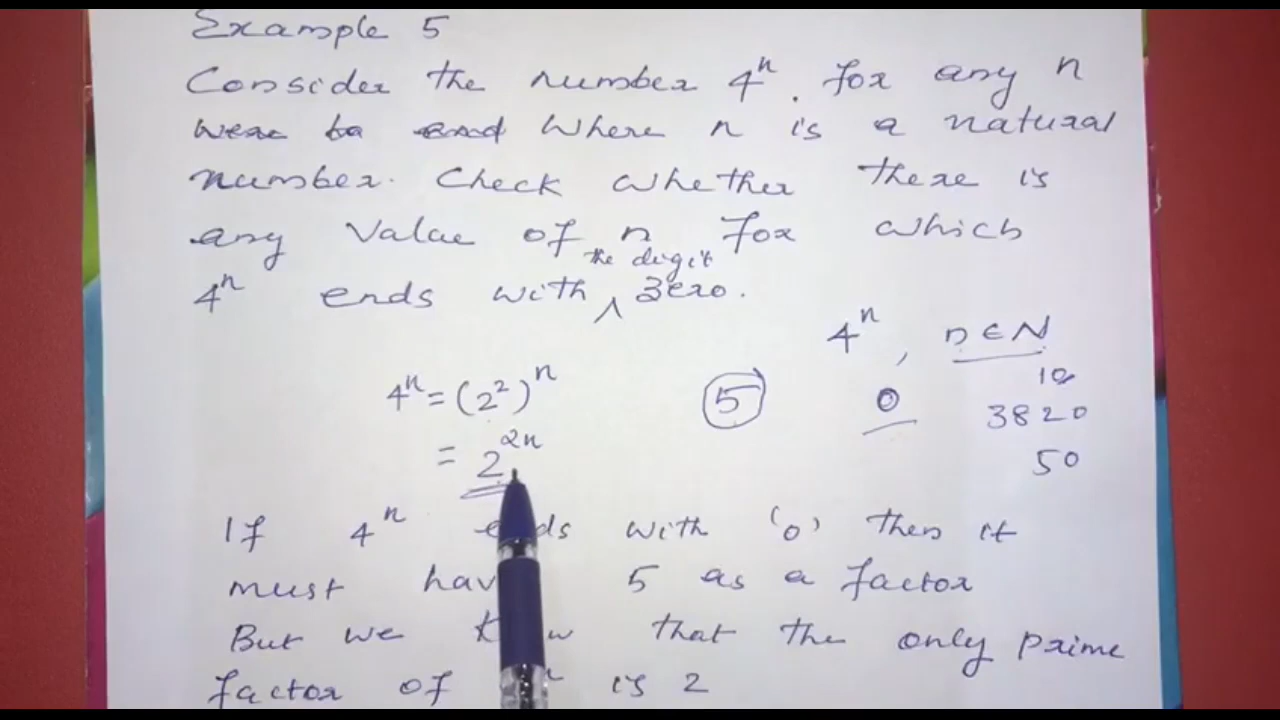 Example 5
Consider the number 4ⁿ. for any n
were to end where n is a natural
number. Check whether there is
any value of n for which
the digit
4ⁿ ends with ^ zero.
4ⁿ, n ∈ N
10
4ⁿ = (2²)ⁿ 5 0 3820
= 2²ⁿ 50
If 4ⁿ with '0' then it
must 5 as a factor
But we that the only prime
factor of is 2